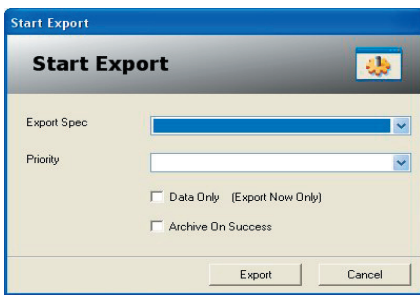 Start Export
Start Export
Export Spec
Priority
Data Only (Export Now Only)
Archive On Success
Export Cancel